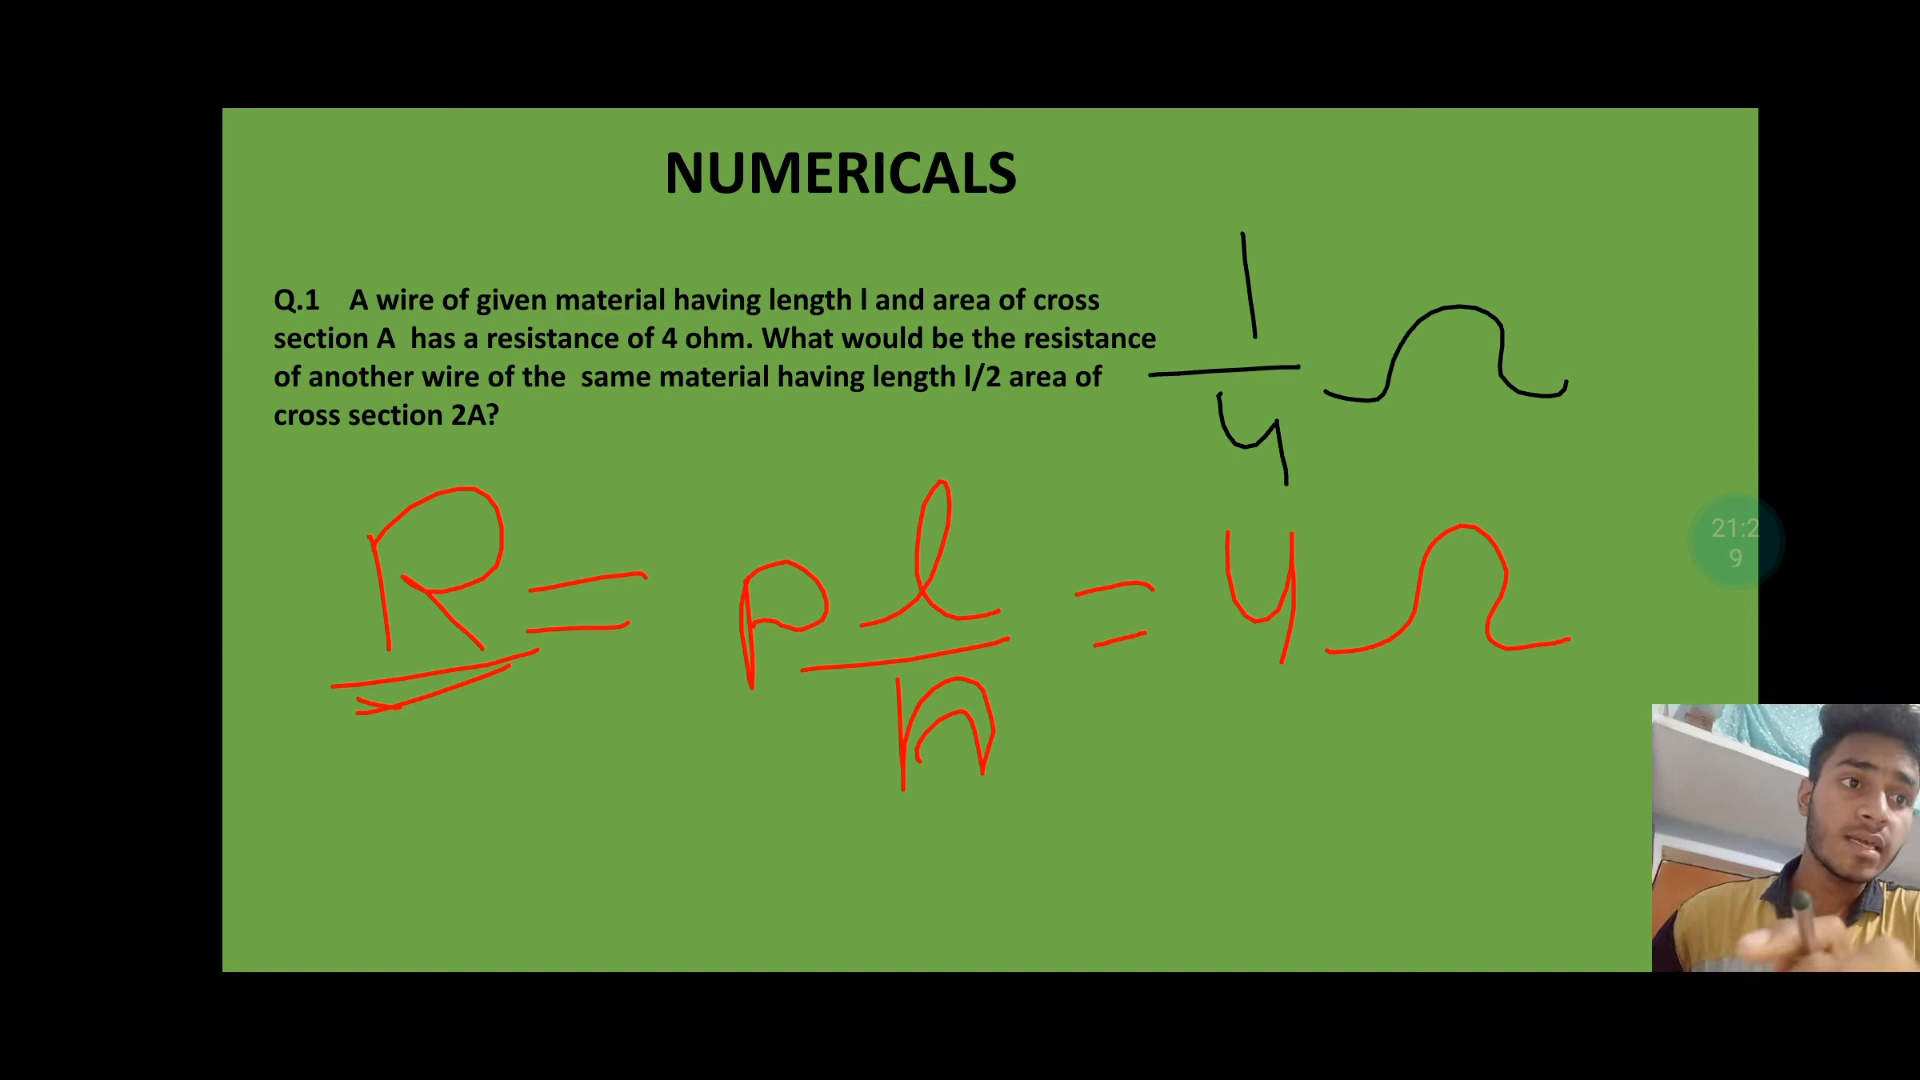 NUMERICALS
Q.1 A wire of given material having length l and area of cross
section A has a resistance of 4 ohm. What would be the resistance
of another wire of the same material having length l/2 area of
cross section 2A?
1/4 Ω
R = ρ l/A = 4 Ω
21:2
9